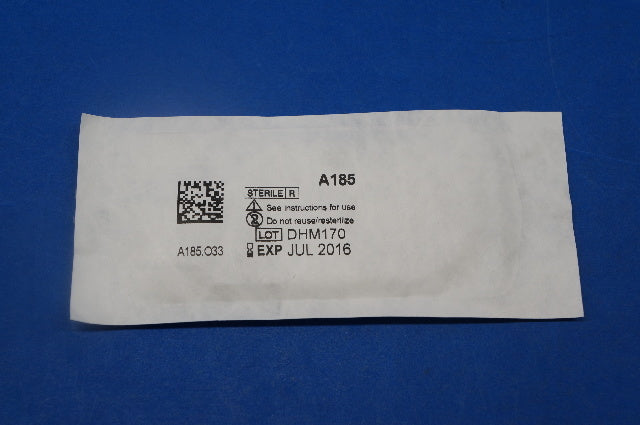 A185
STERILE R
See instructions for use
Do not reuse/resterilize
LOT DHM170
EXP JUL 2016
A185.O33